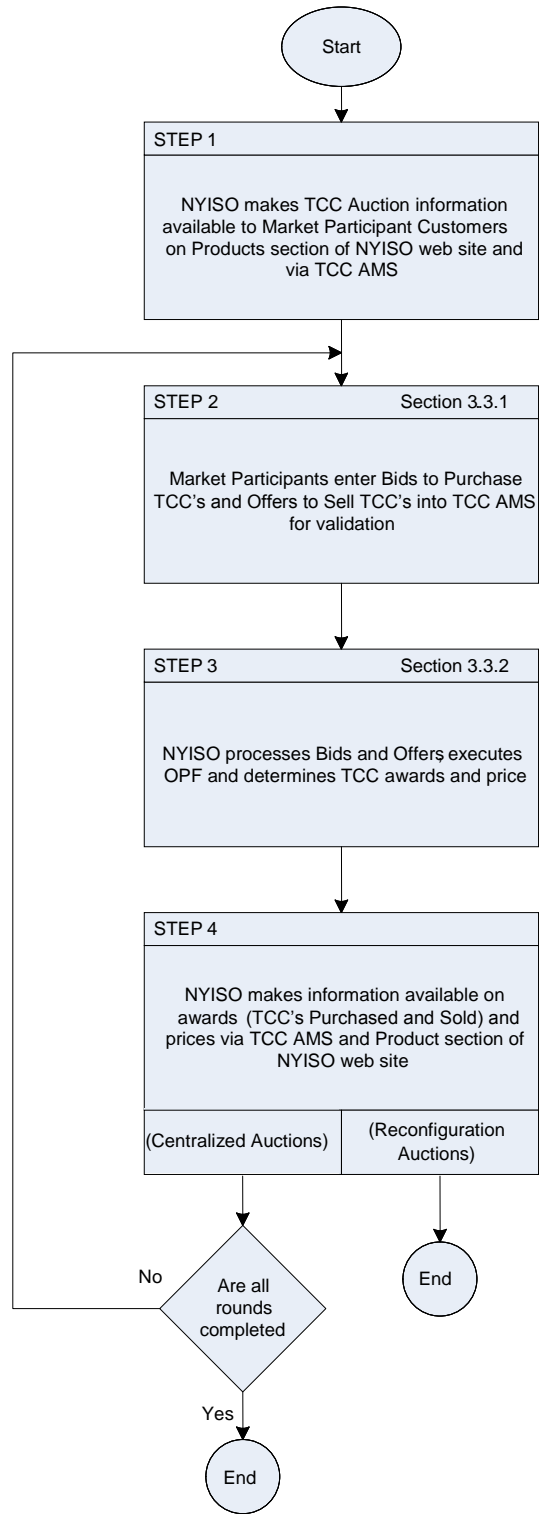 Start
STEP 1
NYISO makes TCC Auction information
available to Market Participant Customers
on Products section of NYISO web site and
via TCC AMS
STEP 2 Section 3.3.1
Market Participants enter Bids to Purchase
TCC's and Offers to Sell TCC's into TCC AMS
for validation
STEP 3 Section 3.3.2
NYISO processes Bids and Offers, executes
OPF and determines TCC awards and price
STEP 4
NYISO makes information available on
awards (TCC's Purchased and Sold) and
prices via TCC AMS and Product section of
NYISO web site
(Centralized Auctions)
(Reconfiguration
Auctions)
No
Are all
rounds
completed
End
Yes
End